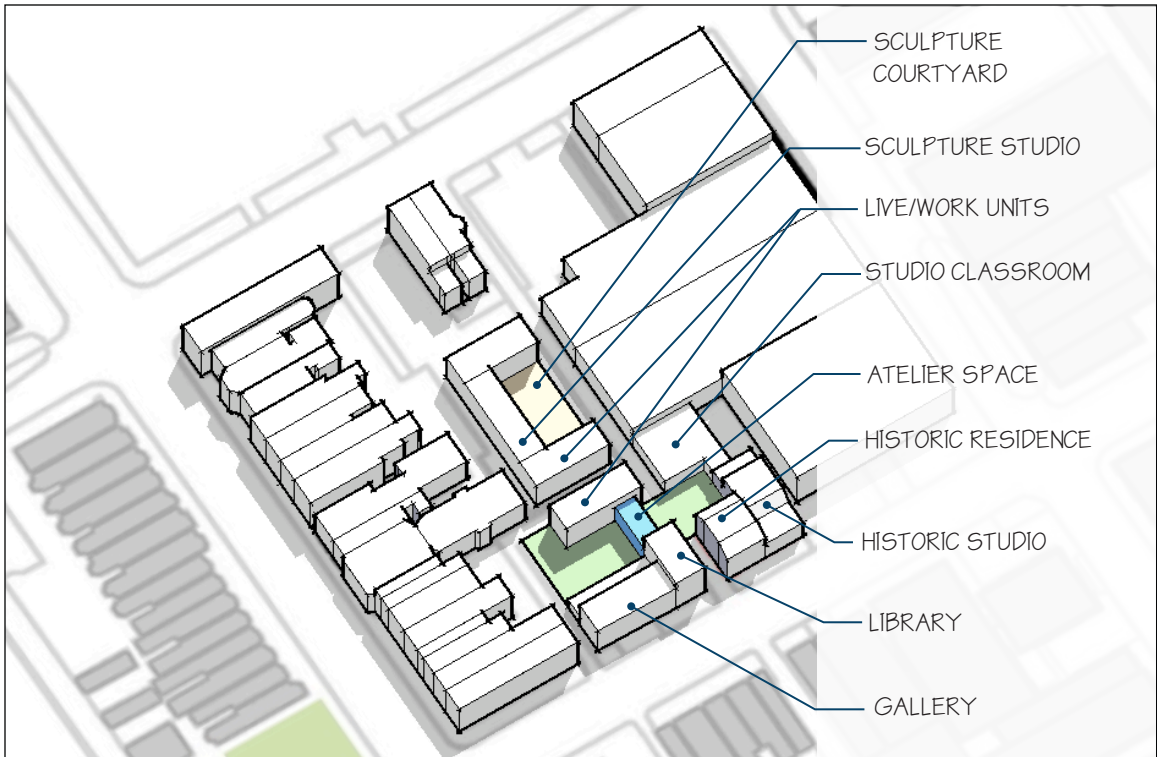 SCULPTURE
COURTYARD
SCULPTURE STUDIO
LIVE/WORK UNITS
STUDIO CLASSROOM
ATELIER SPACE
HISTORIC RESIDENCE
HISTORIC STUDIO
LIBRARY
GALLERY